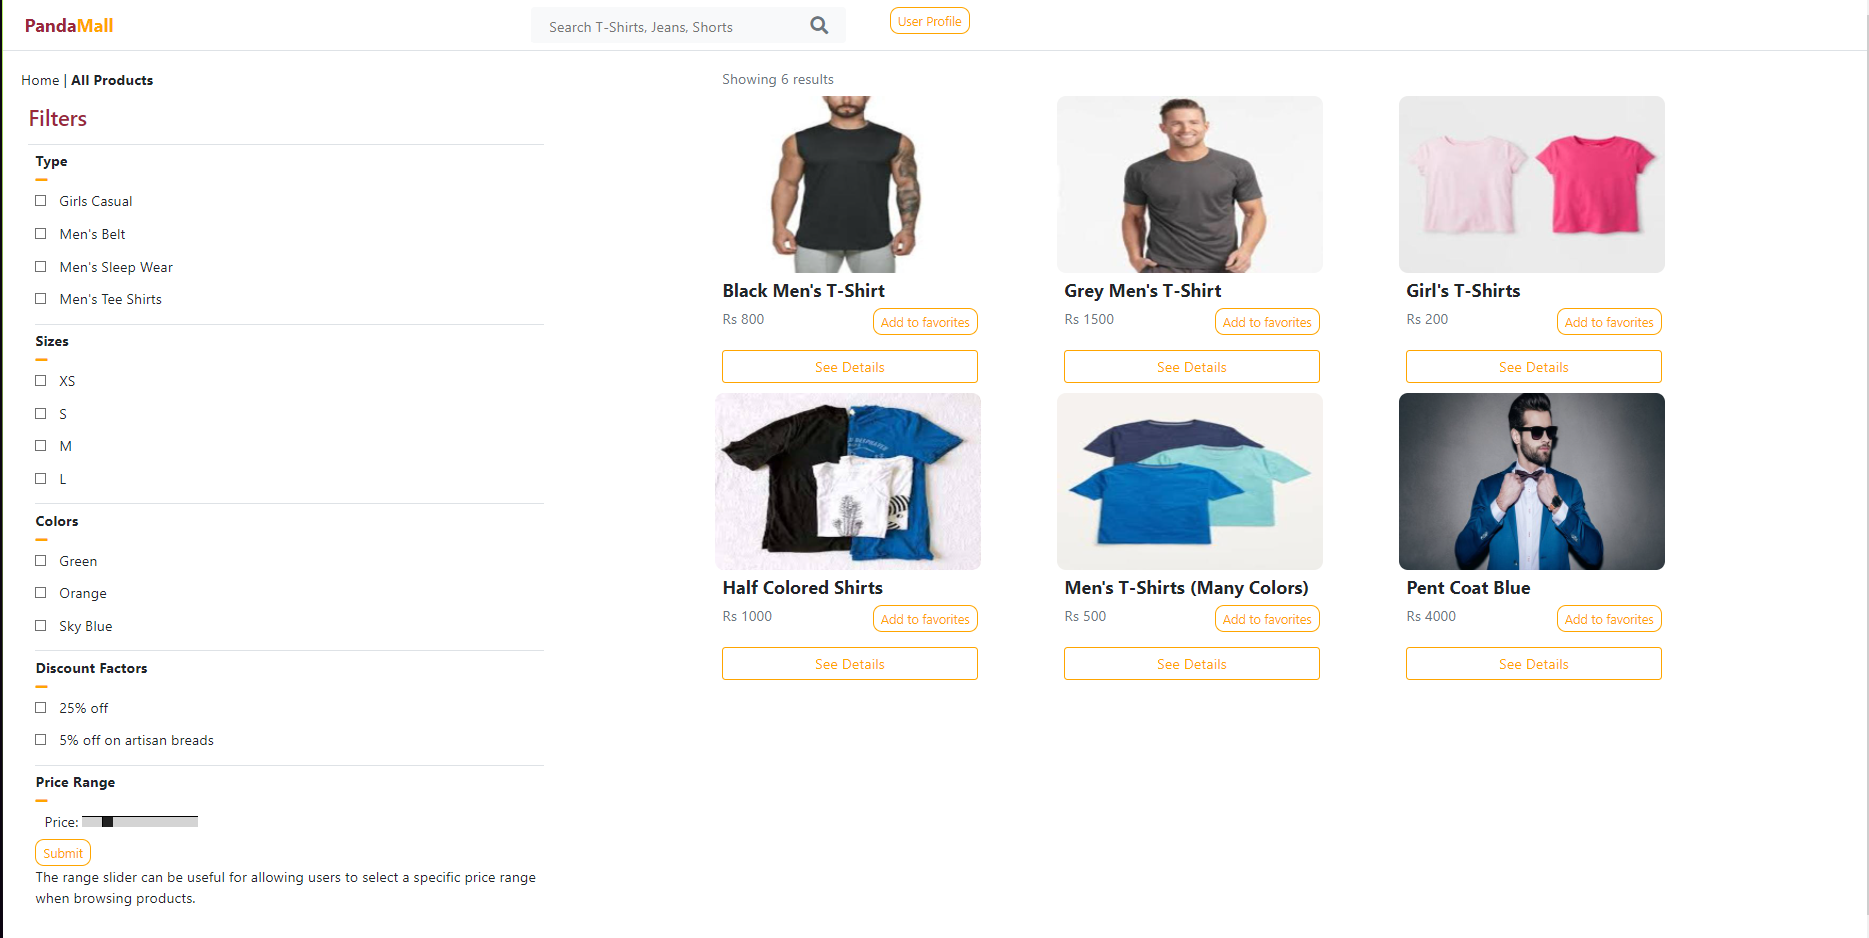 PandaMall
Search T-Shirts, Jeans, Shorts
User Profile
Home | All Products
Filters
Type
Girls Casual
Men's Belt
Men's Sleep Wear
Men's Tee Shirts
Sizes
XS
S
M
L
Colors
Green
Orange
Sky Blue
Discount Factors
25% off
5% off on artisan breads
Price Range
Price:
Submit
The range slider can be useful for allowing users to select a specific price range
when browsing products.
Showing 6 results
Black Men's T-Shirt
Rs 800
Add to favorites
See Details
Grey Men's T-Shirt
Rs 1500
Add to favorites
See Details
Girl's T-Shirts
Rs 200
Add to favorites
See Details
Half Colored Shirts
Rs 1000
Add to favorites
See Details
Men's T-Shirts (Many Colors)
Rs 500
Add to favorites
See Details
Pent Coat Blue
Rs 4000
Add to favorites
See Details